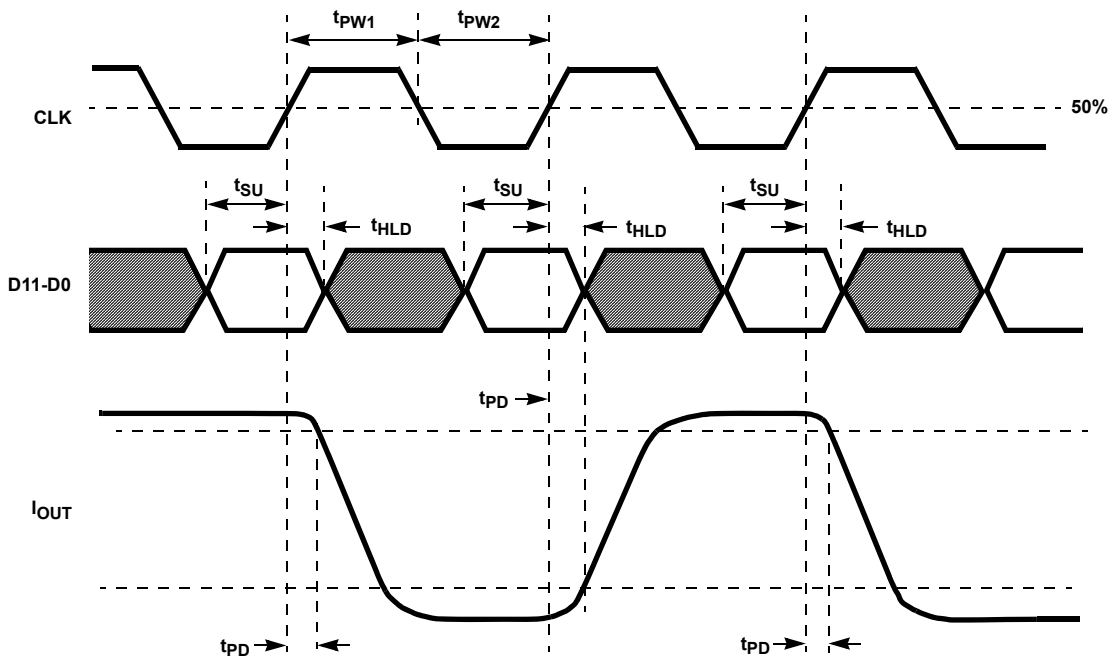 tPW1 tPW2
CLK
50%
tSU tSU tSU
tHLD tHLD tHLD
D11-D0
tPD
IOUT
tPD tPD